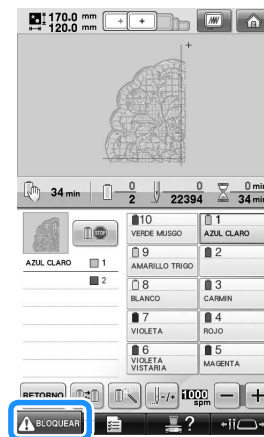 170.0 mm
120.0 mm
34 min
0
2
0
22394
0 min
34 min
AZUL CLARO 1
2
10
VERDE MUSGO
1
AZUL CLARO
9
AMARILLO TRIGO
2
8
BLANCO
3
CARMIN
7
VIOLETA
4
ROJO
6
VIOLETA
VISTARIA
5
MAGENTA
RETORNO
-/+
1000
spm
-
+
BLOQUEAR
?